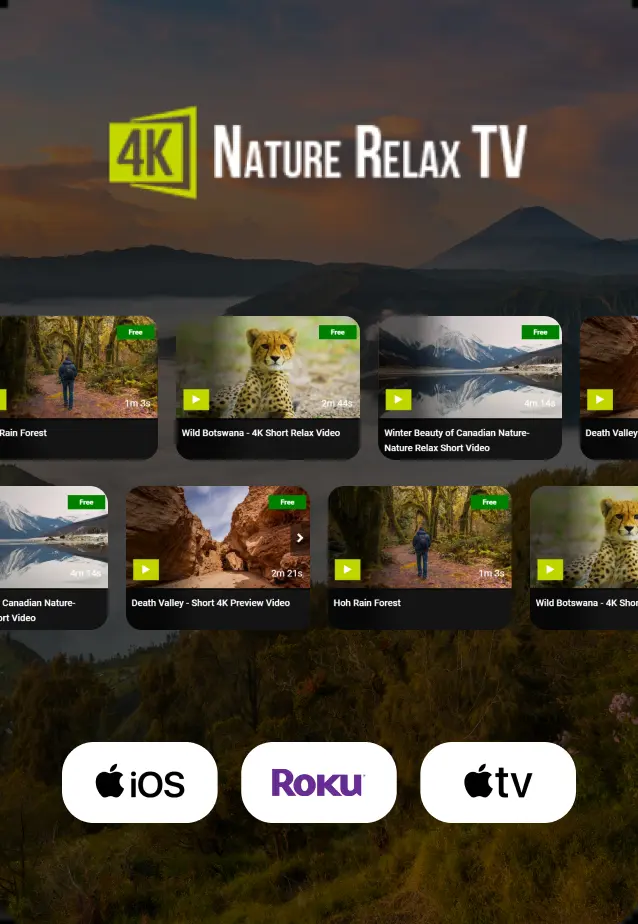 4K NATURE RELAX TV
Free
Free
Free
1m 3s
2m 44s
4m 14s
Rain Forest
Wild Botswana - 4K Short Relax Video
Winter Beauty of Canadian Nature-
Nature Relax Short Video
Death Valley
Free
Free
Free
4m 14s
2m 21s
1m 3s
Canadian Nature-
ort Video
Death Valley - Short 4K Preview Video
Hoh Rain Forest
Wild Botswana - 4K Shor
iOS
ROKU
tv